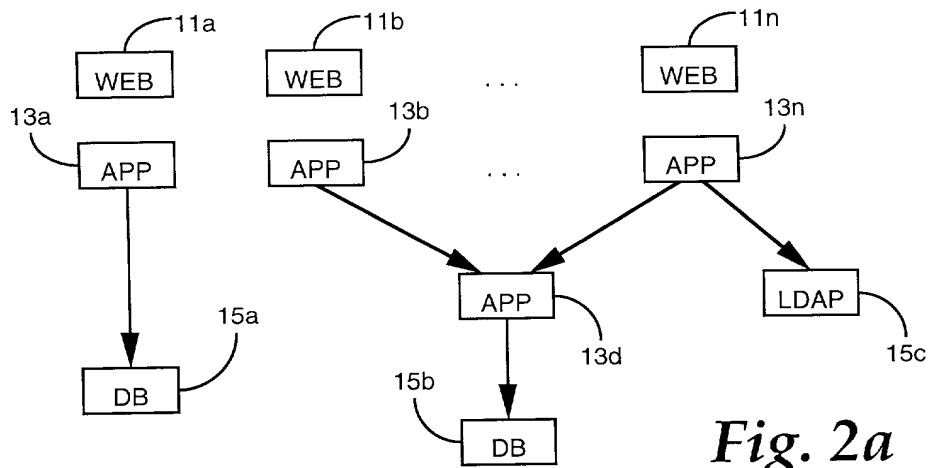 11a
11b
11n
WEB
WEB
...
WEB
13a
13b
13n
APP
APP
...
APP
APP
LDAP
15a
13d
15c
DB
15b
DB
Fig. 2a